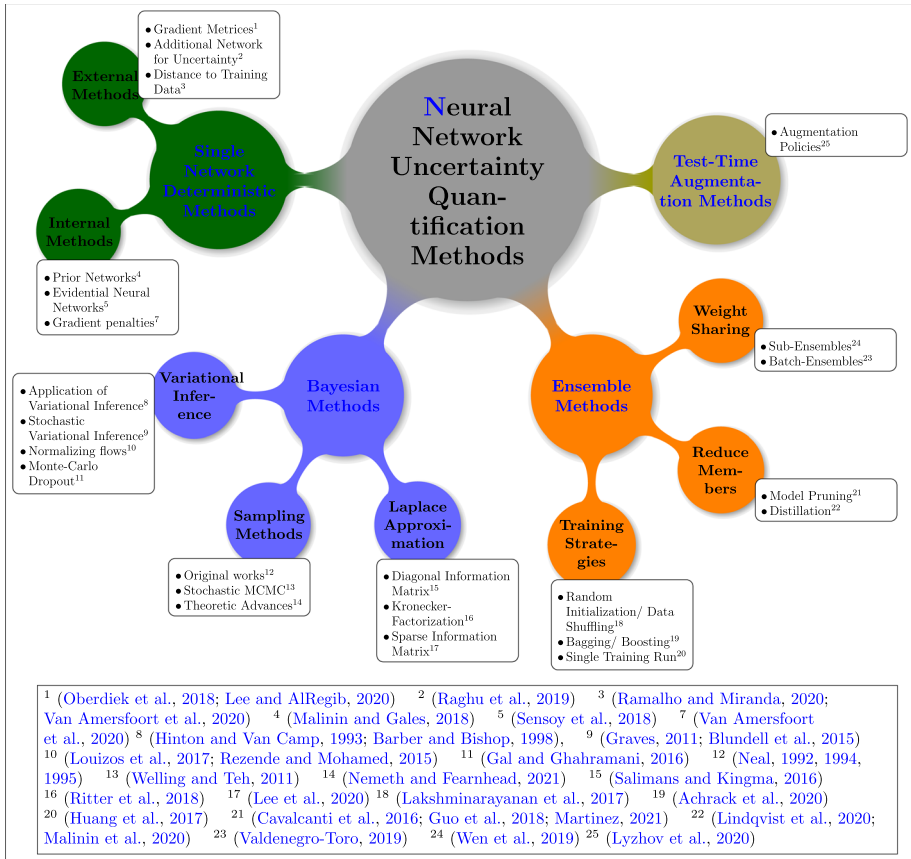 Neural
Network
Uncertainty
Quan-
tification
Methods
Single
Network
Deterministic
Methods
External
Methods
• Gradient Metrices¹
• Additional Network
for Uncertainty²
• Distance to Training
Data³
Internal
Methods
• Prior Networks⁴
• Evidential Neural
Networks⁵
• Gradient penalties⁷
Bayesian
Methods
Variational
Infer-
ence
• Application of
Variational Inference⁸
• Stochastic
Variational Inference⁹
• Normalizing flows¹⁰
• Monte-Carlo
Dropout¹¹
Sampling
Methods
• Original works¹²
• Stochastic MCMC¹³
• Theoretic Advances¹⁴
Laplace
Approxi-
mation
• Diagonal Information
Matrix¹⁵
• Kronecker-
Factorization¹⁶
• Sparse Information
Matrix¹⁷
Ensemble
Methods
Training
Strate-
gies
• Random
Initialization/ Data
Shuffling¹⁸
• Bagging/ Boosting¹⁹
• Single Training Run²⁰
Reduce
Mem-
bers
• Model Pruning²¹
• Distillation²²
Weight
Sharing
• Sub-Ensembles²⁴
• Batch-Ensembles²³
Test-Time
Augmenta-
tion Methods
• Augmentation
Policies²⁵
¹ (Oberdiek et al., 2018; Lee and AlRegib, 2020) ² (Raghu et al., 2019) ³ (Ramalho and Miranda, 2020;
Van Amersfoort et al., 2020) ⁴ (Malinin and Gales, 2018) ⁵ (Sensoy et al., 2018) ⁷ (Van Amersfoort
et al., 2020) ⁸ (Hinton and Van Camp, 1993; Barber and Bishop, 1998), ⁹ (Graves, 2011; Blundell et al., 2015)
¹⁰ (Louizos et al., 2017; Rezende and Mohamed, 2015) ¹¹ (Gal and Ghahramani, 2016) ¹² (Neal, 1992, 1994,
1995) ¹³ (Welling and Teh, 2011) ¹⁴ (Nemeth and Fearnhead, 2021) ¹⁵ (Salimans and Kingma, 2016)
¹⁶ (Ritter et al., 2018) ¹⁷ (Lee et al., 2020) ¹⁸ (Lakshminarayanan et al., 2017) ¹⁹ (Achrack et al., 2020)
²⁰ (Huang et al., 2017) ²¹ (Cavalcanti et al., 2016; Guo et al., 2018; Martinez, 2021) ²² (Lindqvist et al., 2020;
Malinin et al., 2020) ²³ (Valdenegro-Toro, 2019) ²⁴ (Wen et al., 2019) ²⁵ (Lyzhov et al., 2020)